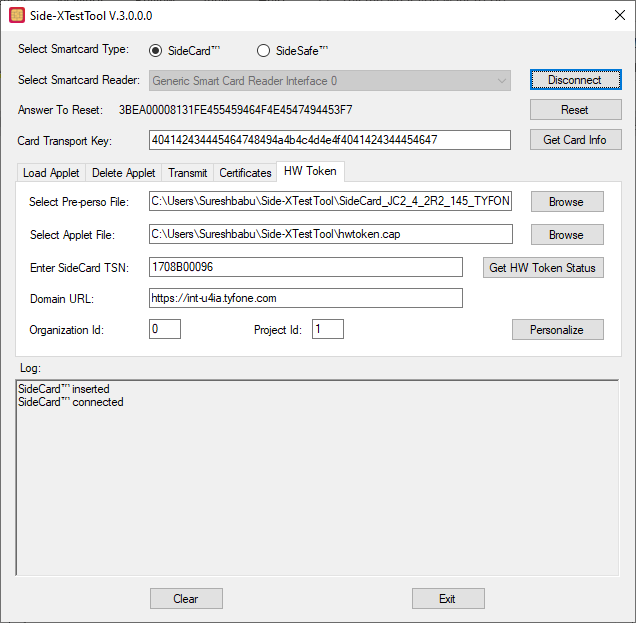 Side-XTestTool V.3.0.0.0
Select Smartcard Type: SideCard™ SideSafe™
Select Smartcard Reader: Generic Smart Card Reader Interface 0 Disconnect
Answer To Reset: 3BEA00008131FE455459464F4E4547494453F7 Reset
Card Transport Key: 404142434445464748494a4b4c4d4e4f4041424344454647 Get Card Info
Load Applet Delete Applet Transmit Certificates HW Token
Select Pre-perso File: C:\Users\Sureshbabu\Side-XTestTool\SideCard_JC2_4_2R2_145_TYFON Browse
Select Applet File: C:\Users\Sureshbabu\Side-XTestTool\hwtoken.cap Browse
Enter SideCard TSN: 1708B00096 Get HW Token Status
Domain URL: https://int-u4ia.tyfone.com
Organization Id: 0 Project Id: 1 Personalize
Log:
SideCard™ inserted
SideCard™ connected
Clear Exit